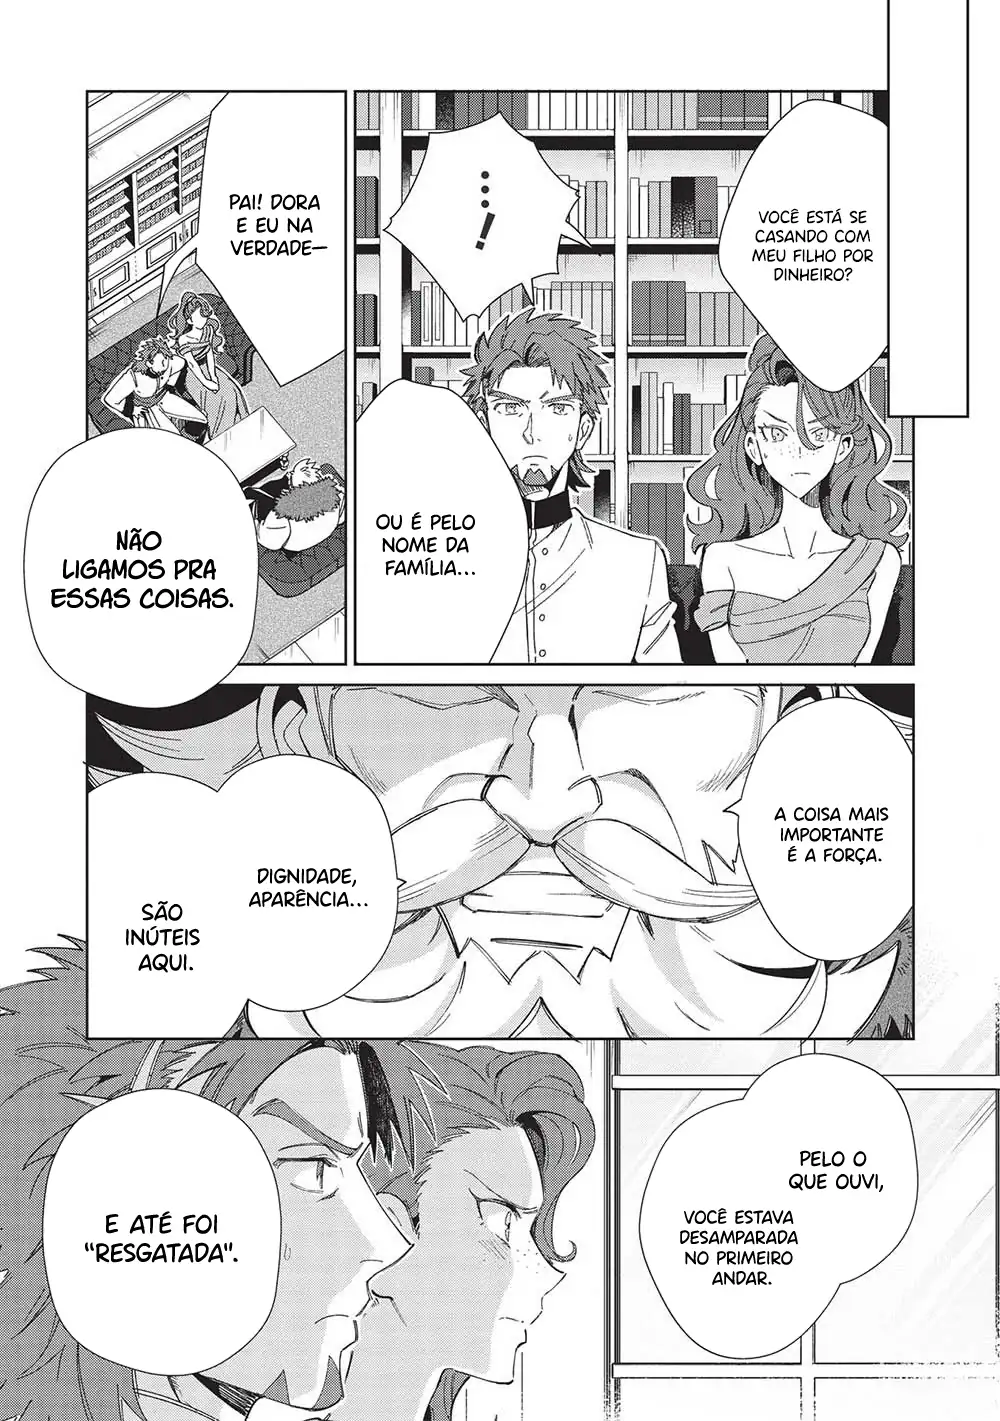 VOCÊ ESTÁ SE
CASANDO COM
MEU FILHO POR
DINHEIRO?
...!
OU É PELO
NOME DA
FAMÍLIA...
PAI! DORA
E EU NA
VERDADE—
NÃO
LIGAMOS PRA
ESSAS COISAS.
A COISA MAIS
IMPORTANTE
É A FORÇA.
DIGNIDADE,
APARÊNCIA...
SÃO
INÚTEIS
AQUI.
PELO O
QUE OUVI,
VOCÊ ESTAVA
DESAMPARADA
NO PRIMEIRO
ANDAR.
E ATÉ FOI
"RESGATADA".